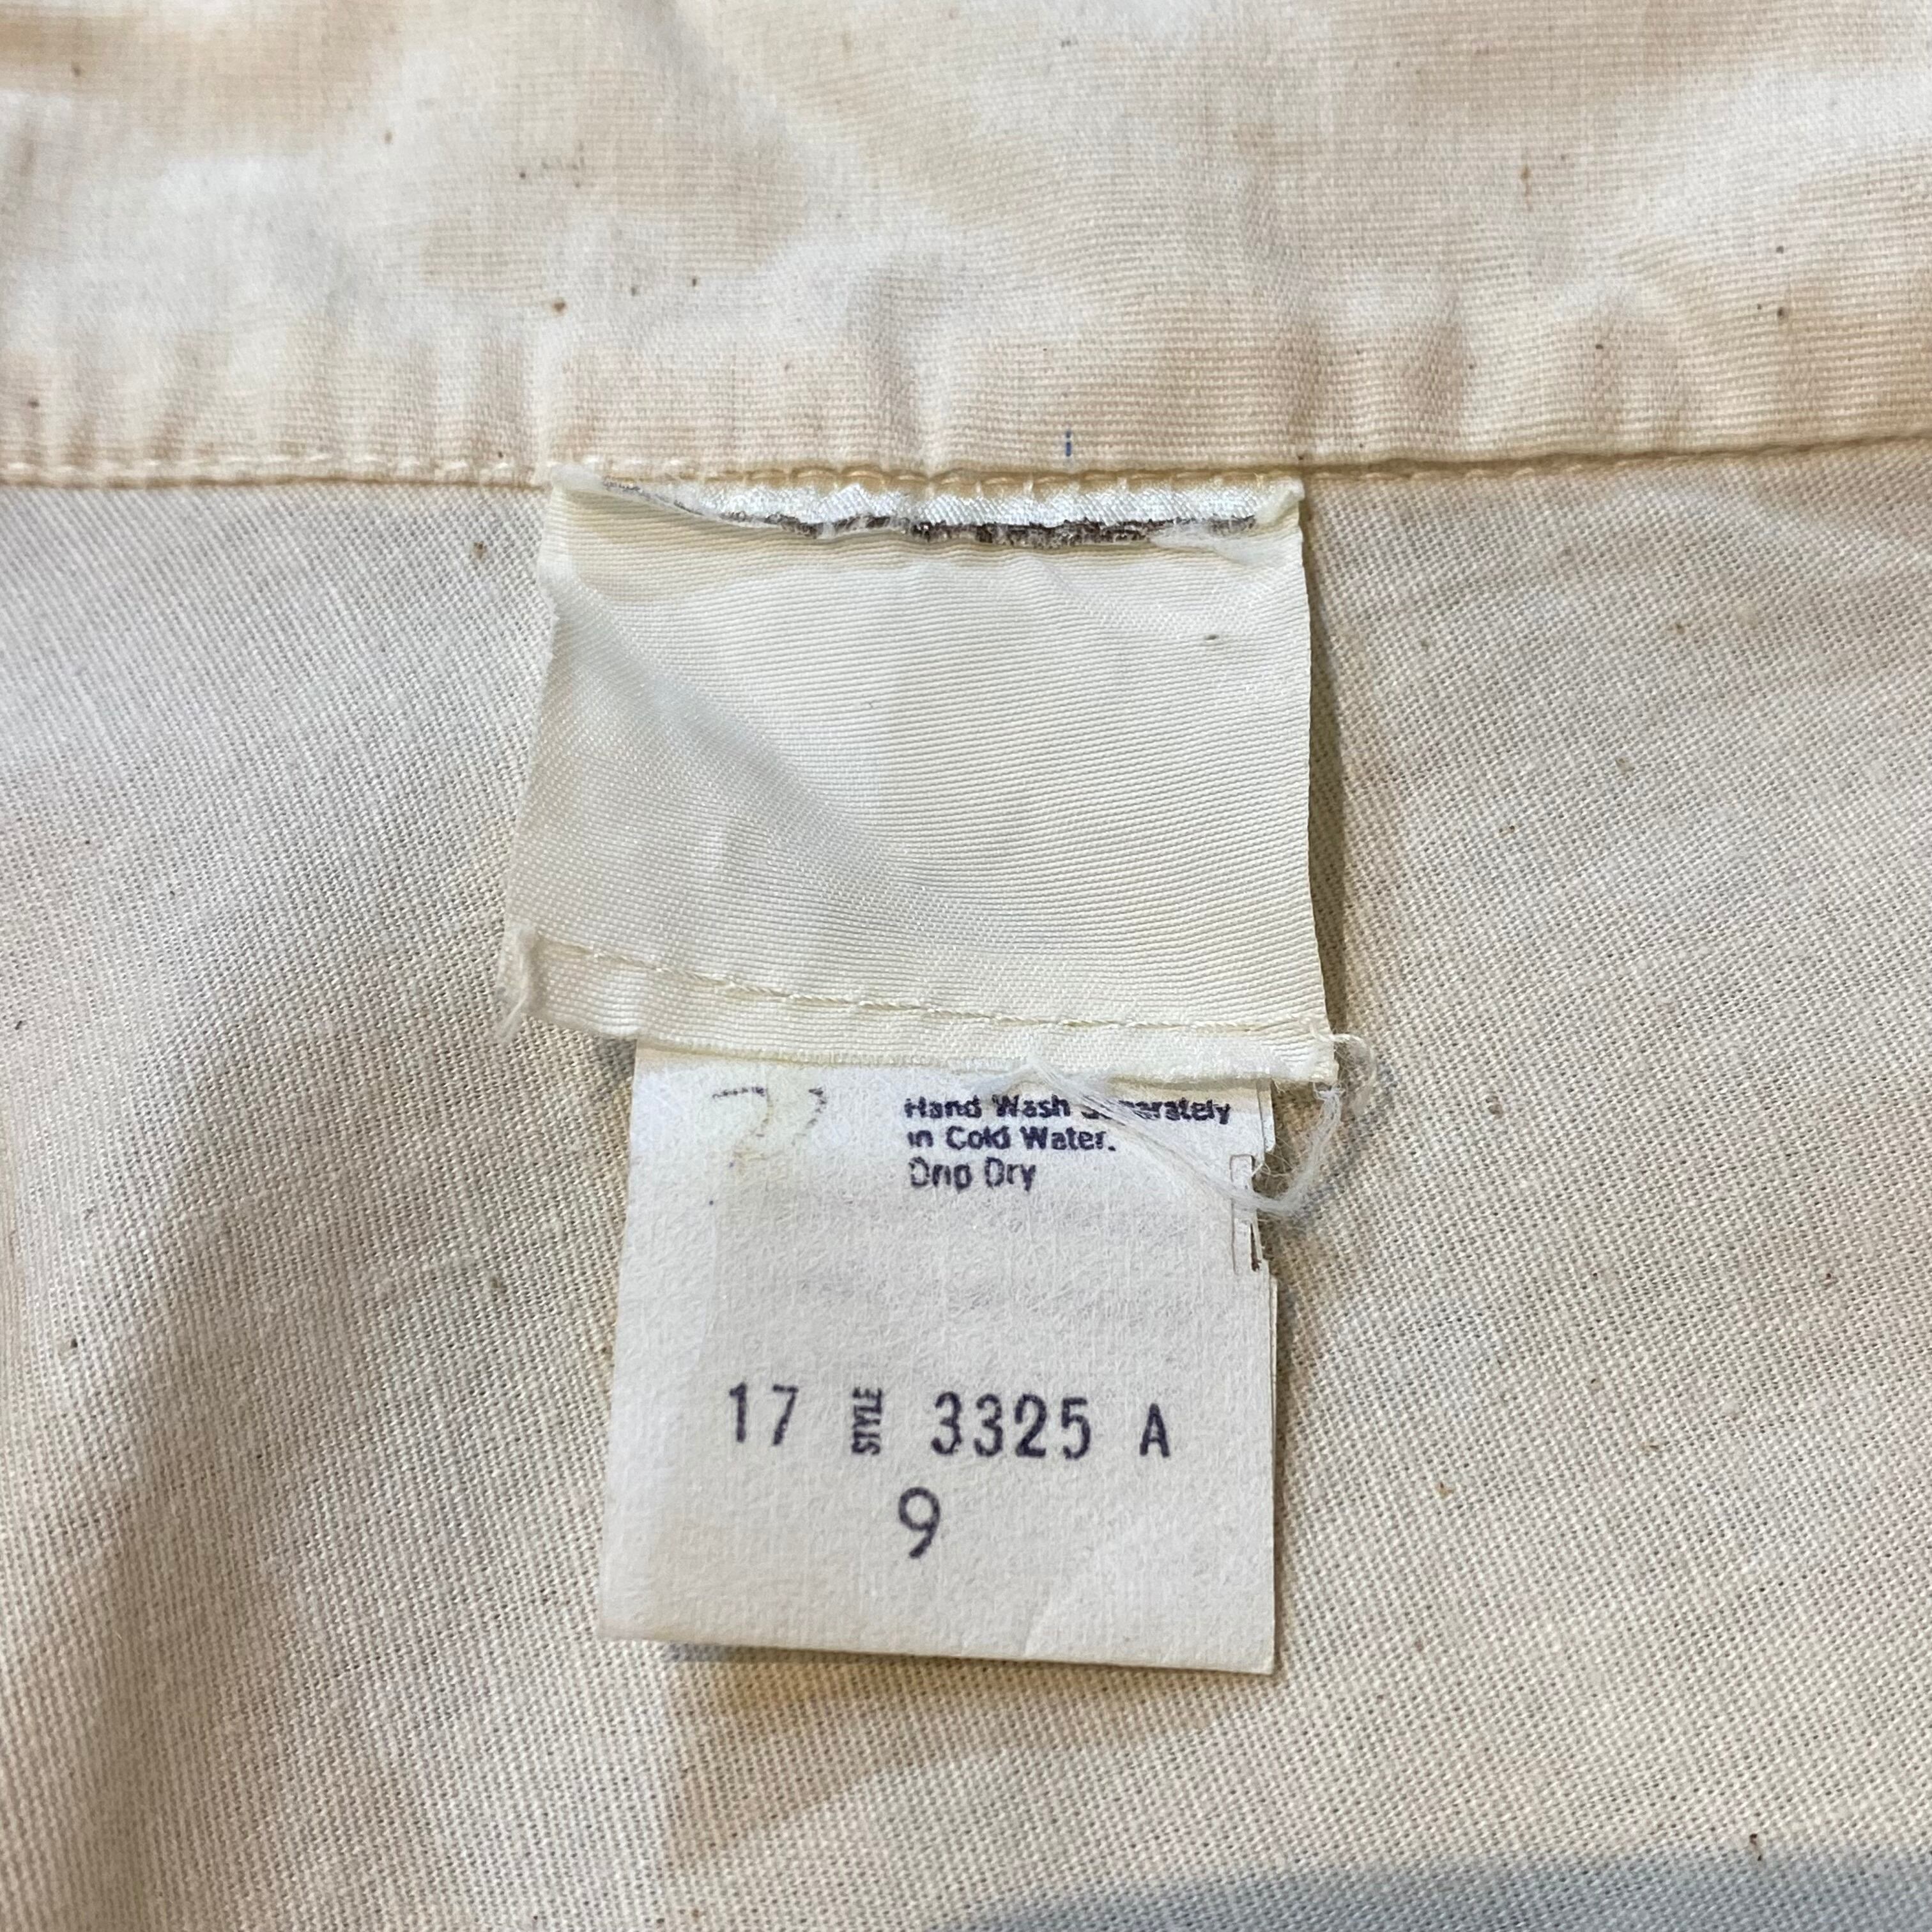 Hand Wash Separately
in Cold Water.
Drip Dry
17 STYLE 3325 A
9